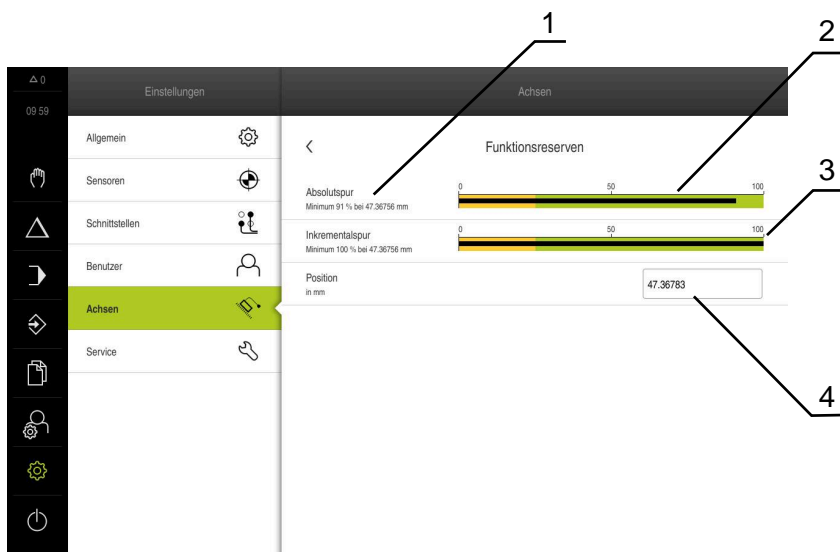 1
2
△ 0
Einstellungen
Achsen
09 59
Allgemein
Funktionsreserven
3
Sensoren
Absolutspur
0 50 100
Minimum 91 % bei 47.36756 mm
Schnittstellen
Inkrementalspur
0 50 100
Minimum 100 % bei 47.36756 mm
Benutzer
Position
in mm
47.36783
Achsen
Service
4